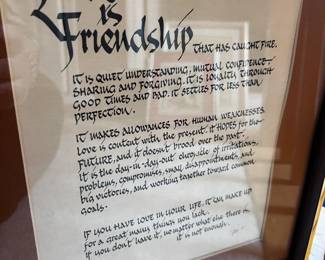 is
Friendship THAT HAS CAUGHT FIRE.
IT IS QUIET UNDERSTANDING, MUTUAL CONFIDENCE
SHARING AND FORGIVING. IT IS LOYALTY THROUGH
GOOD TIMES AND BAD. IT SETTLES FOR LESS THAN
PERFECTION.
IT MAKES ALLOWANCES FOR HUMAN WEAKNESSES.
Love is content with the present. IT HOPES for the
FUTURE, and it doesn't brood over the past.
It is the day-in-day-out chronicle of irritations,
problems, compromises, small disappointments, and
big victories, and working together toward common
goals.
IF YOU HAVE LOVE IN YOUR LIFE, IT CAN MAKE UP
for a great many things you lack.
If you don't have it, no matter what else there is,
it is not enough.